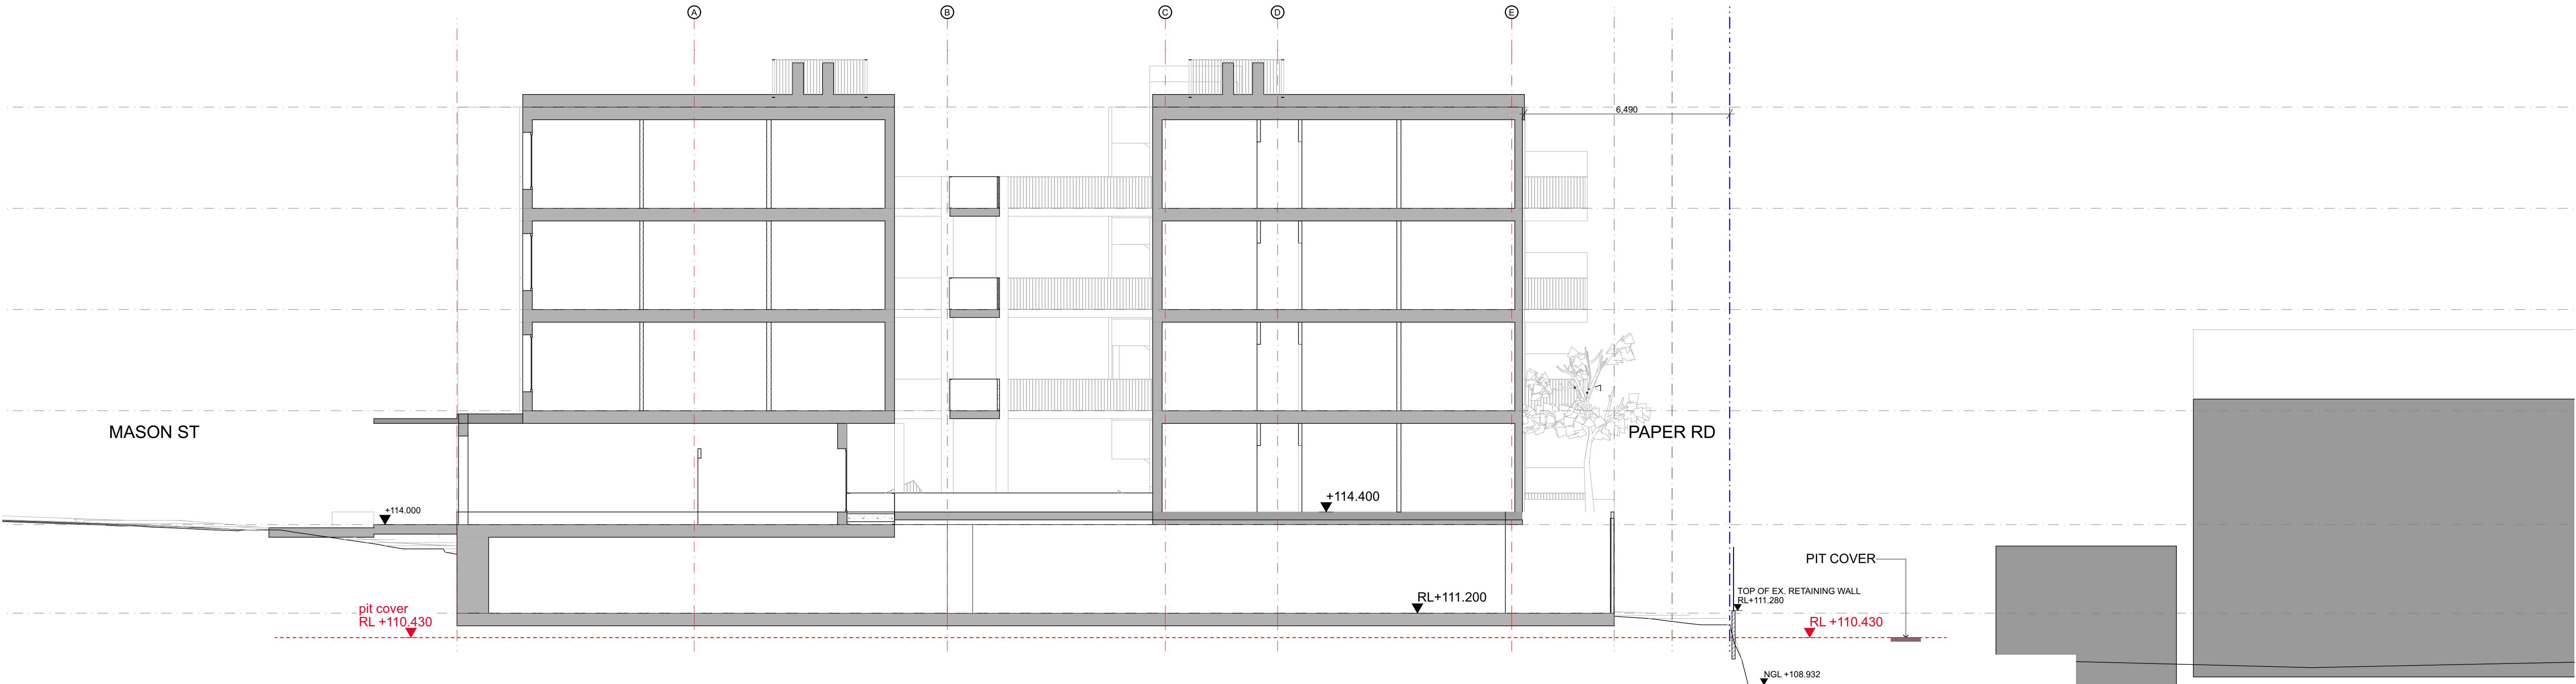 A
B
C
D
E
6,490
MASON ST
PAPER RD
+114.400
+114.000
PIT COVER
TOP OF EX. RETAINING WALL
RL+111.280
RL+111.200
pit cover
RL +110.430
RL +110.430
NGL +108.932